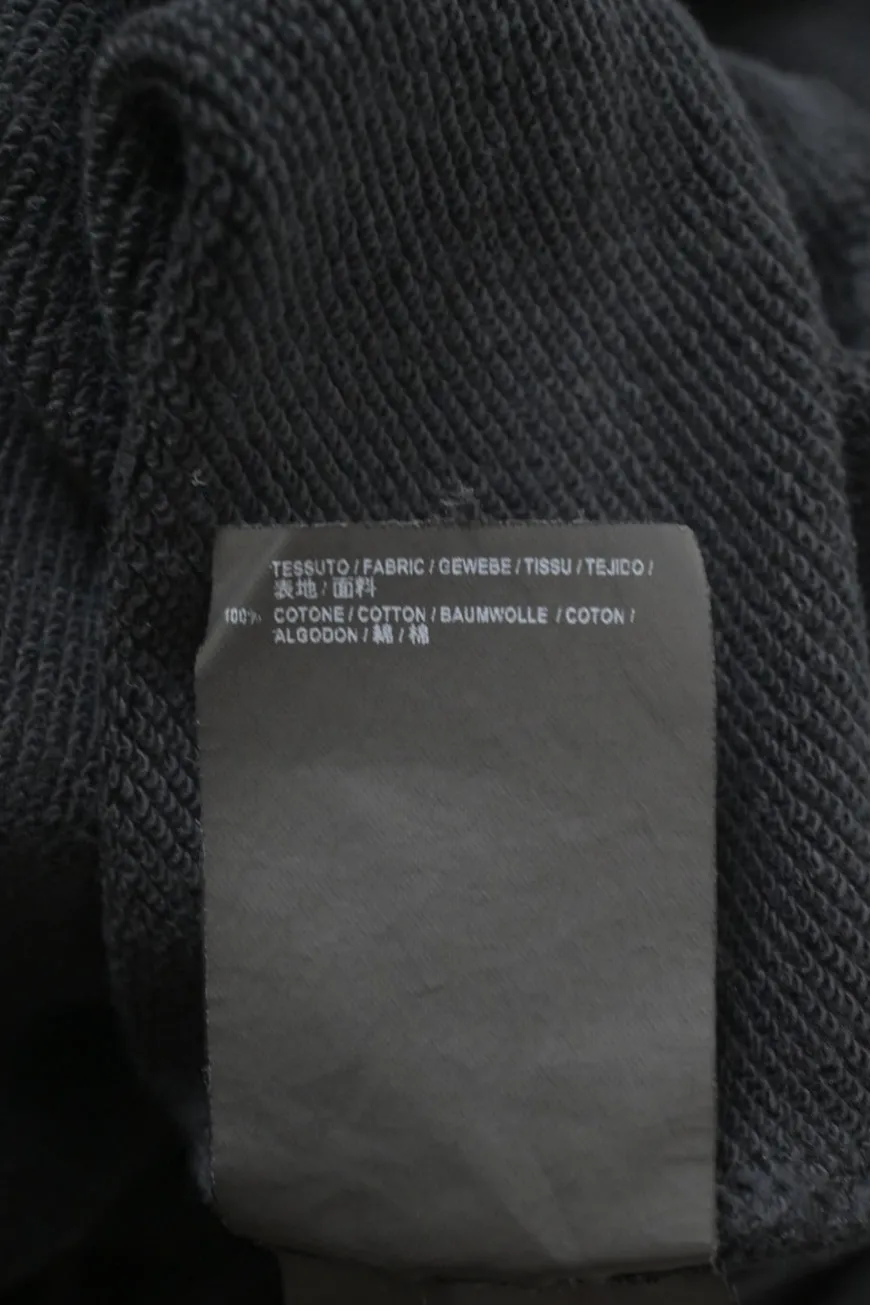 TESSUTO / FABRIC / GEWEBE / TISSU / TEJIDO /
表地 / 面料
100% COTONE / COTTON / BAUMWOLLE / COTON /
ALGODON / 綿 / 棉